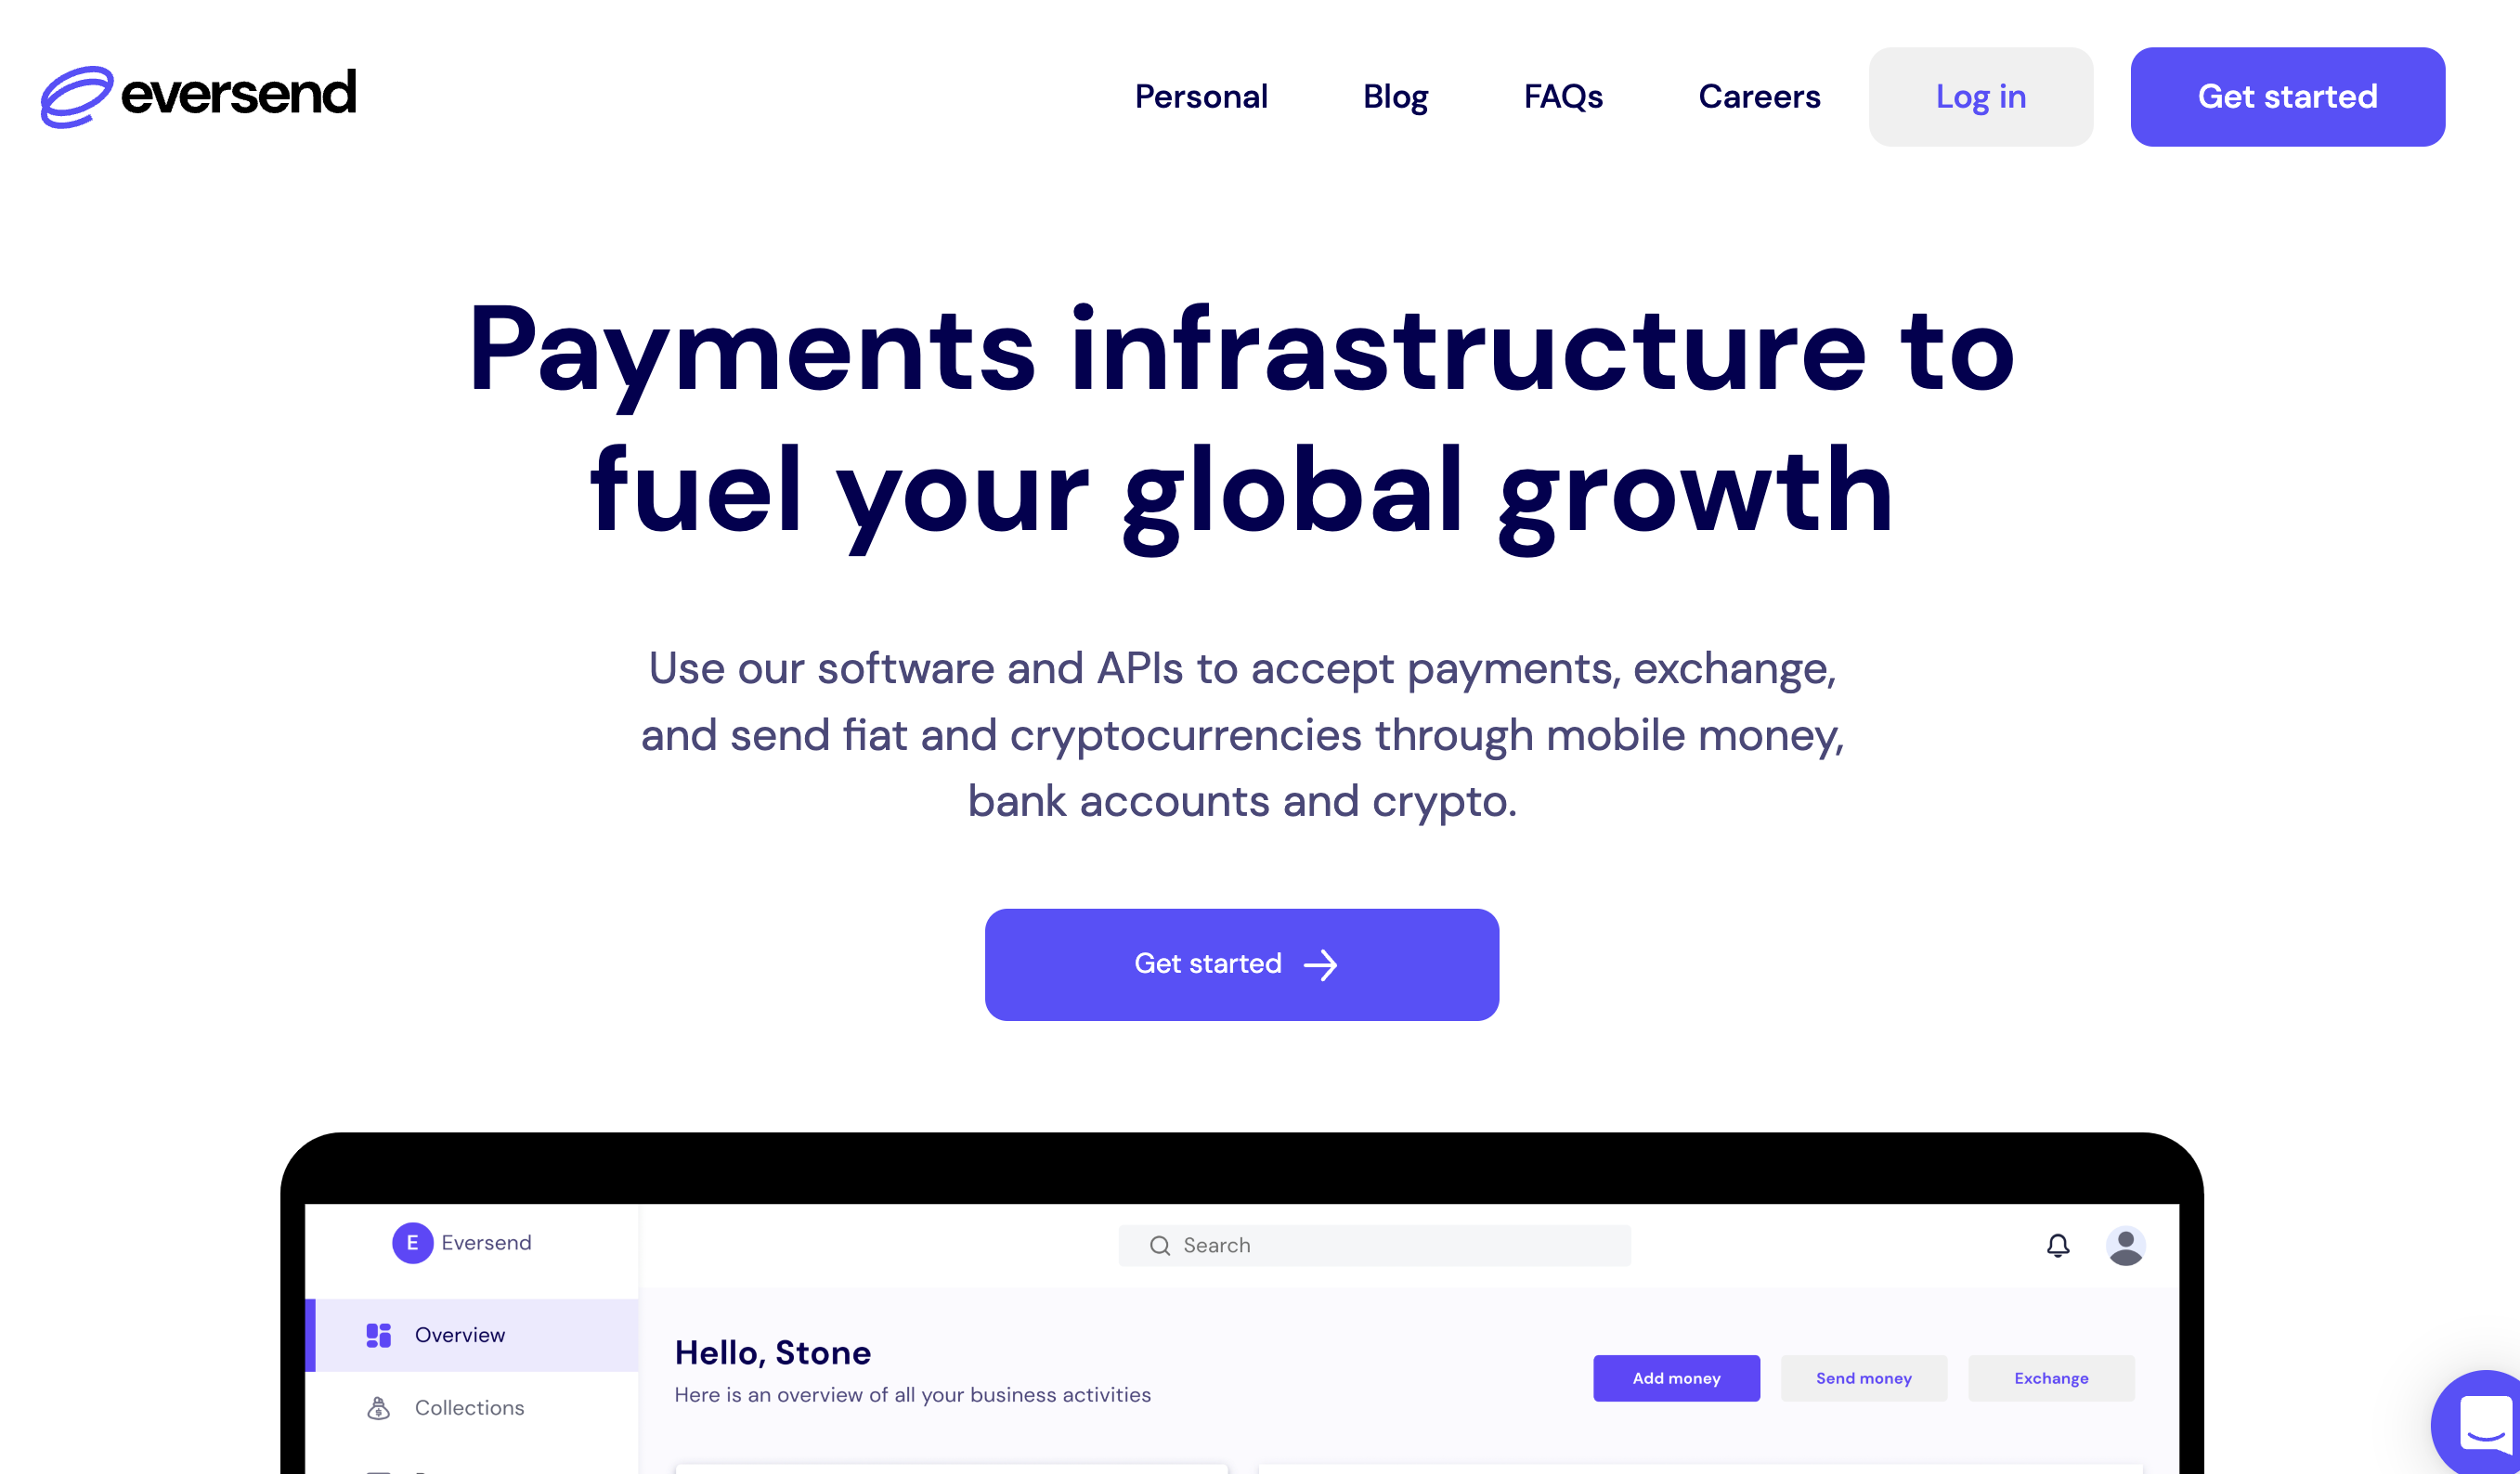 eversend
Personal
Blog
FAQs
Careers
Log in
Get started
Payments infrastructure to
fuel your global growth
Use our software and APIs to accept payments, exchange,
and send fiat and cryptocurrencies through mobile money,
bank accounts and crypto.
Get started
E Eversend
Search
Overview
Hello, Stone
Here is an overview of all your business activities
Add money
Send money
Exchange
Collections